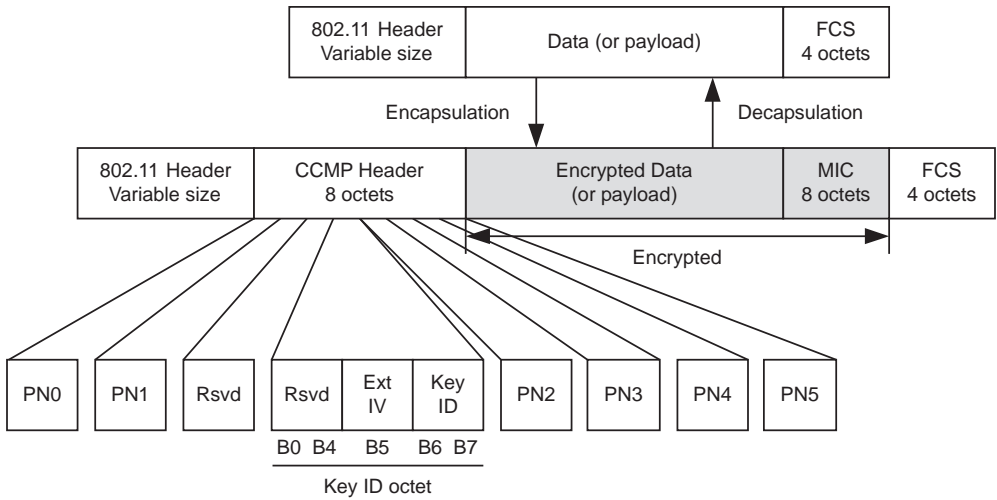 802.11 Header
Variable size
Data (or payload)
FCS
4 octets
Encapsulation
Decapsulation
802.11 Header
Variable size
CCMP Header
8 octets
Encrypted Data
(or payload)
MIC
8 octets
FCS
4 octets
Encrypted
PN0
PN1
Rsvd
Rsvd
Ext
IV
Key
ID
PN2
PN3
PN4
PN5
B0 B4 B5 B6 B7
Key ID octet